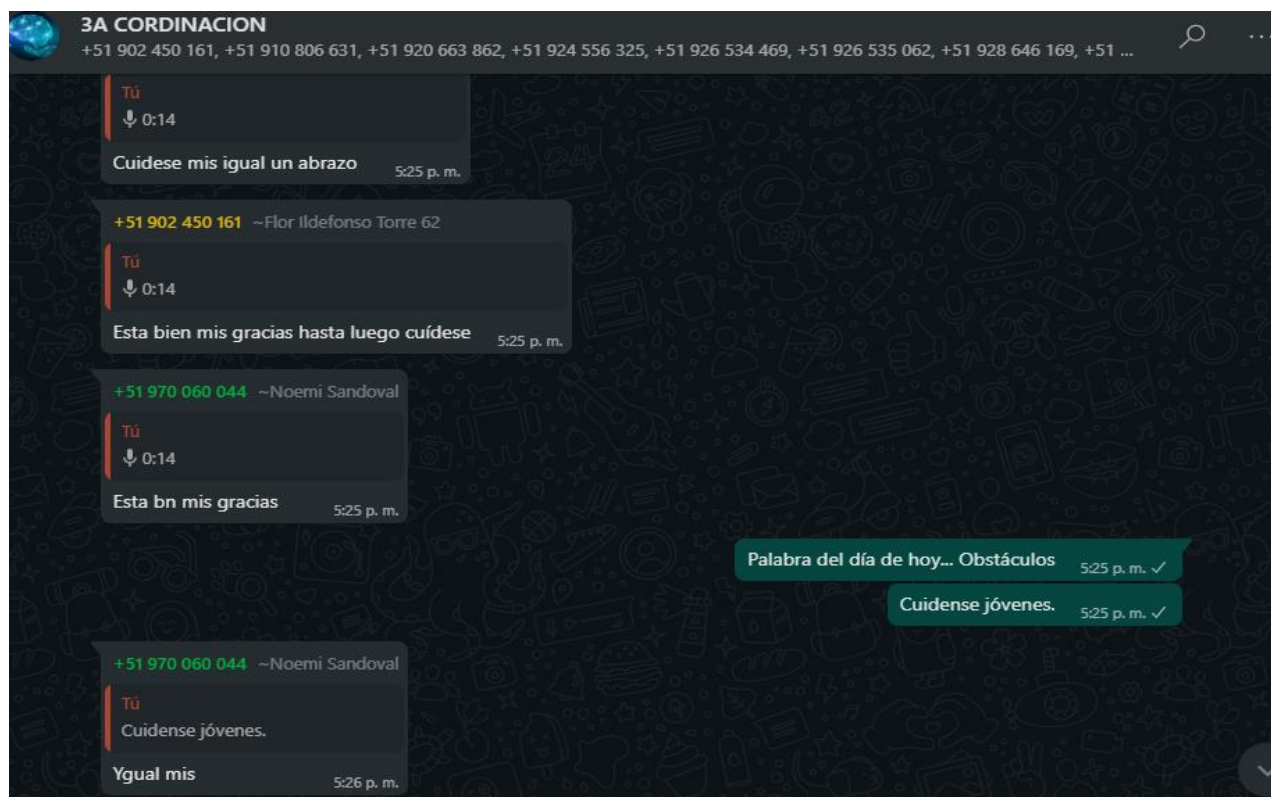 3A CORDINACION
+51 902 450 161, +51 910 806 631, +51 920 663 862, +51 924 556 325, +51 926 534 469, +51 926 535 062, +51 928 646 169, +51 ...
Tú
0:14
Cuidese mis igual un abrazo 5:25 p. m.
+51 902 450 161 ~Flor Ildefonso Torre 62
Tú
0:14
Esta bien mis gracias hasta luego cuídese 5:25 p. m.
+51 970 060 044 ~Noemi Sandoval
Tú
0:14
Esta bn mis gracias 5:25 p. m.
Palabra del día de hoy... Obstáculos 5:25 p. m.
Cuidense jóvenes. 5:25 p. m.
+51 970 060 044 ~Noemi Sandoval
Tú
Cuidense jóvenes.
Ygual mis 5:26 p. m.